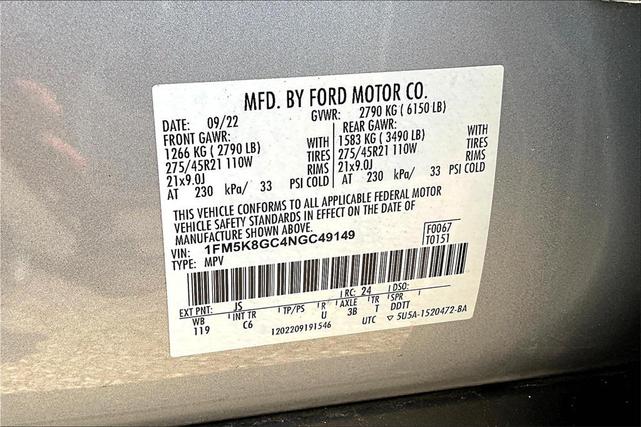 MFD. BY FORD MOTOR CO.
DATE: 09/22 GVWR: 2790 KG ( 6150 LB)
FRONT GAWR: REAR GAWR:
1266 KG ( 2790 LB) WITH 1583 KG ( 3490 LB) WITH
275/45R21 110W TIRES 275/45R21 110W TIRES
21x9.0J RIMS 21x9.0J RIMS
AT 230 kPa/ 33 PSI COLD AT 230 kPa/ 33 PSI COLD
THIS VEHICLE CONFORMS TO ALL APPLICABLE FEDERAL MOTOR
VEHICLE SAFETY STANDARDS IN EFFECT ON THE DATE OF
MANUFACTURE SHOWN ABOVE.
VIN: 1FM5K8GC4NGC49149 F0067
TYPE: MPV T0151
EXT PNT: JS RC: 24 DSO:
WB INT TR TP/PS R AXLE TR SPR
119 C6 U 3B T DDTT
1202209191546 UTC ▽ 5U5A-1520472-BA